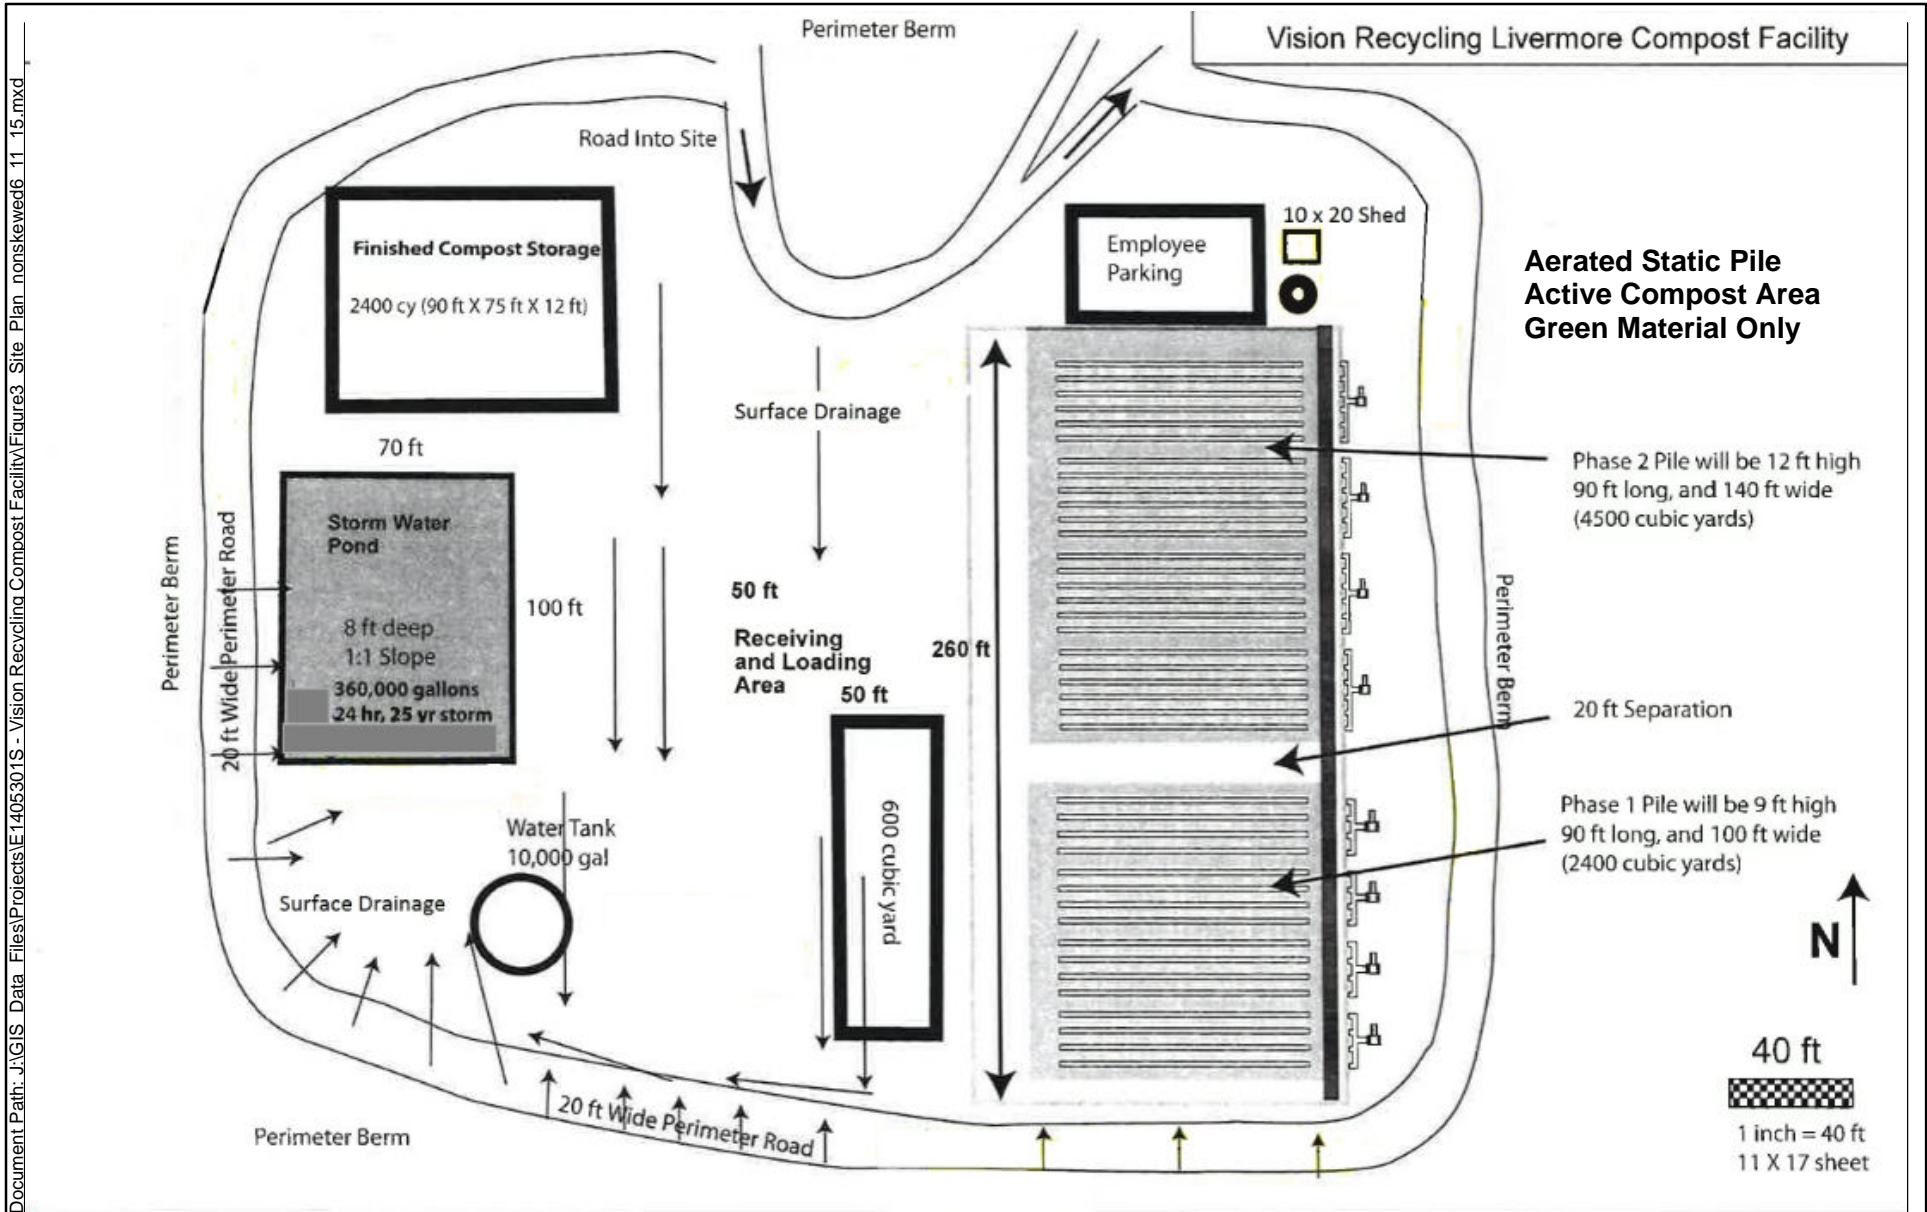 Document Path: J:\GIS_Data_Files\Projects\E1405301S - Vision Recycling Compost Facility\Figure3_Site_Plan_nonskewed6_11_15.mxd
Perimeter Berm
Vision Recycling Livermore Compost Facility
Road Into Site
10 x 20 Shed
Finished Compost Storage
2400 cy (90 ft X 75 ft X 12 ft)
Employee
Parking
Aerated Static Pile
Active Compost Area
Green Material Only
Surface Drainage
70 ft
Phase 2 Pile will be 12 ft high
90 ft long, and 140 ft wide
(4500 cubic yards)
Storm Water
Pond
8 ft deep
1:1 Slope
360,000 gallons
24 hr, 25 yr storm
100 ft
Perimeter Berm
20 ft Wide Perimeter Road
50 ft
Receiving
and Loading
Area
50 ft
260 ft
Perimeter Berm
20 ft Separation
600 cubic yard
Phase 1 Pile will be 9 ft high
90 ft long, and 100 ft wide
(2400 cubic yards)
Water Tank
10,000 gal
Surface Drainage
N
40 ft
1 inch = 40 ft
11 X 17 sheet
20 ft Wide Perimeter Road
Perimeter Berm